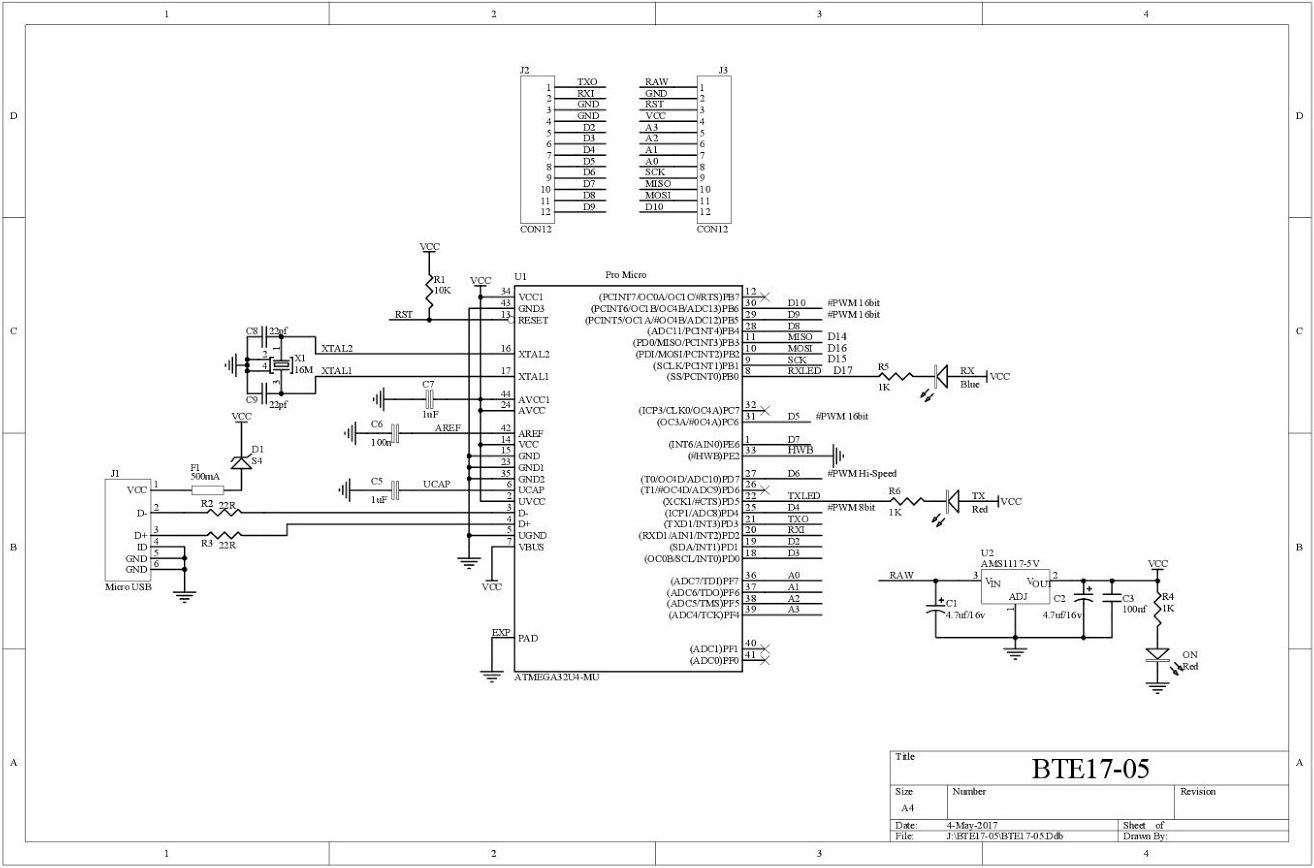 1 2 3 4
D D
J2 J3
1 TXO RAW 1
2 RXI GND 2
3 GND RST 3
4 GND VCC 4
5 D2 A3 5
6 D3 A2 6
7 D4 A1 7
8 D5 A0 8
9 D6 SCK 9
10 D7 MISO 10
11 D8 MOSI 11
12 D9 D10 12
CON12 CON12
C C
VCC
R1
10K
RST
VCC
U1 Pro Micro
34 VCC1
43 GND3
13 RESET
16 XTAL2
17 XTAL1
44 AVCC1
24 AVCC
42 AREF
14 VCC
15 GND
23 GND1
35 GND2
6 UCAP
2 UVCC
3 D-
4 D+
5 UGND
7 VBUS
VCC
EXP PAD
ATMEGA32U4-MU
C8 22pf
XTAL2
1
2
4
3
X1
16M
XTAL1
C9 22pf
C7
1uF
C6
100n
AREF
C5
1uF
UCAP
VCC
D1
S4
F1
500mA
J1
VCC 1
D- 2
R2 22R
D+ 3
R3 22R
ID 4
GND 5
GND 6
Micro USB
(PCINT7/OC0A/OC1C/#RTS)PB7 12
(PCINT6/OC1B/OC4B/ADC13)PB6 30 D10 #PWM 16bit
(PCINT5/OC1A/#OC4B/ADC12)PB5 29 D9 #PWM 16bit
(ADC11/PCINT4)PB4 28 D8
(PD0/MISO/PCINT3)PB3 11 MISO D14
(PDI/MOSI/PCINT2)PB2 10 MOSI D16
(SCLK/PCINT1)PB1 9 SCK D15
(SS/PCINT0)PB0 8 RXLED D17
R5
1K
RX
Blue
VCC
(ICP3/CLK0/OC4A)PC7 32
(OC3A/#0C4A)PC6 31 D5 #PWM 16bit
(INT6/AIN0)PE6 1 D7
(#HWB)PE2 33 HWB
(T0/OC4D/ADC10)PD7 27 D6 #PWM Hi-Speed
(T1/#OC4D/ADC9)PD6 26
(XCK1/#CTS)PD5 22 TXLED
(ICP1/ADC8)PD4 25 D4 #PWM 8bit
(TXD1/INT3)PD3 21 TXO
(RXD1/AIN1/INT2)PD2 20 RXI
(SDA/INT1)PD1 19 D2
(OC0B/SCL/INT0)PD0 18 D3
R6
1K
TX
Red
VCC
(ADC7/TDI)PF7 36 A0
(ADC6/TDO)PF6 37 A1
(ADC5/TMS)PF5 38 A2
(ADC4/TCK)PF4 39 A3
(ADC1)PF1 40
(ADC0)PF0 41
B B
U2
AMS1117-5V
RAW 3 VIN VOUT 2
ADJ
1
+ C1
4.7uf/16v
C2 +
4.7uf/16v
C3
100nf
VCC
R4
1K
ON
Red
A A
Title
BTE17-05
Size Number Revision
A4
Date: 4-May-2017 Sheet of
File: J:\BTE17-05\BTE17-05.Ddb Drawn By:
1 2 3 4